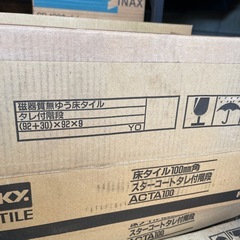 INAX
磁器質無ゆう床タイル
タレ付階段
(92+30)×92×9
YO
KY.
TILE
床タイル100mm角
スターコートタレ付階段
ACTA100